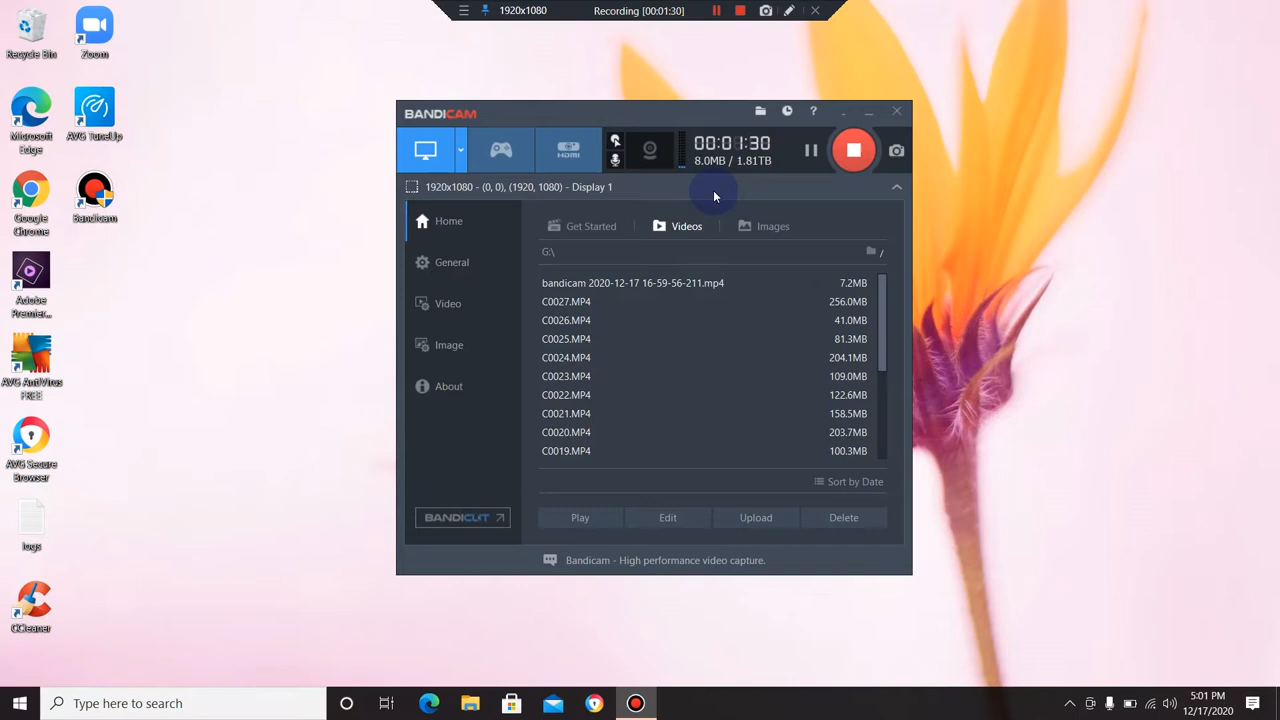 1920x1080 Recording [00:01:30]
Recycle Bin
Zoom
Microsoft
Edge
AVG TuneUp
Google
Chrome
Bandicam
Adobe
Premier...
AVG AntiVirus
FREE
AVG Secure
Browser
logs
CCleaner
BANDICAM
?
HDMI
00:01:30
8.0MB / 1.81TB
1920x1080 - (0, 0), (1920, 1080) - Display 1
Home
General
Video
Image
About
BANDICUT
Get Started
Videos
Images
G:\
/
bandicam 2020-12-17 16-59-56-211.mp4 7.2MB
C0027.MP4 256.0MB
C0026.MP4 41.0MB
C0025.MP4 81.3MB
C0024.MP4 204.1MB
C0023.MP4 109.0MB
C0022.MP4 122.6MB
C0021.MP4 158.5MB
C0020.MP4 203.7MB
C0019.MP4 100.3MB
Sort by Date
Play Edit Upload Delete
Bandicam - High performance video capture.
Type here to search
5:01 PM
12/17/2020